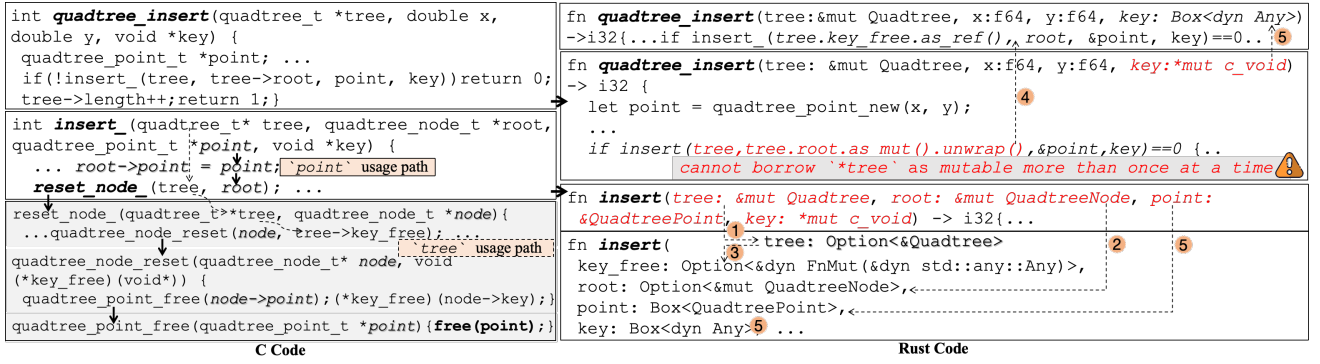 int quadtree_insert(quadtree_t *tree, double x,
double y, void *key) {
quadtree_point_t *point; ...
if(!insert_(tree, tree->root, point, key))return 0;
tree->length++;return 1;}
int insert_(quadtree_t* tree, quadtree_node_t *root,
quadtree_point_t *point, void *key) {
... root->point = point;
`point` usage path
reset_node_(tree, root); ...
reset_node_(quadtree_t *tree, quadtree_node_t *node){
...quadtree_node_reset(node, tree->key_free); ...
`tree` usage path
quadtree_node_reset(quadtree_node_t* node, void
(*key_free)(void*)) {
quadtree_point_free(node->point);(*key_free)(node->key);}
quadtree_point_free(quadtree_point_t *point){free(point);}
C Code
fn quadtree_insert(tree:&mut Quadtree, x:f64, y:f64, key: Box<dyn Any>)
->i32{...if insert_(tree.key_free.as_ref(), root, &point, key)==0..
5
fn quadtree_insert(tree: &mut Quadtree, x:f64, y:f64, key:*mut c_void)
-> i32 {
4
let point = quadtree_point_new(x, y);
...
if insert(tree,tree.root.as_mut().unwrap(),&point,key)==0 {..
cannot borrow `*tree` as mutable more than once at a time
fn insert(tree: &mut Quadtree, root: &mut QuadtreeNode, point:
&QuadtreePoint, key: *mut c_void) -> i32{...
1
2
5
fn insert(
tree: Option<&Quadtree>
3
key_free: Option<&dyn FnMut(&dyn std::any::Any)>,
root: Option<&mut QuadtreeNode>,
point: Box<QuadtreePoint>,
key: Box<dyn Any>, ...
5
Rust Code